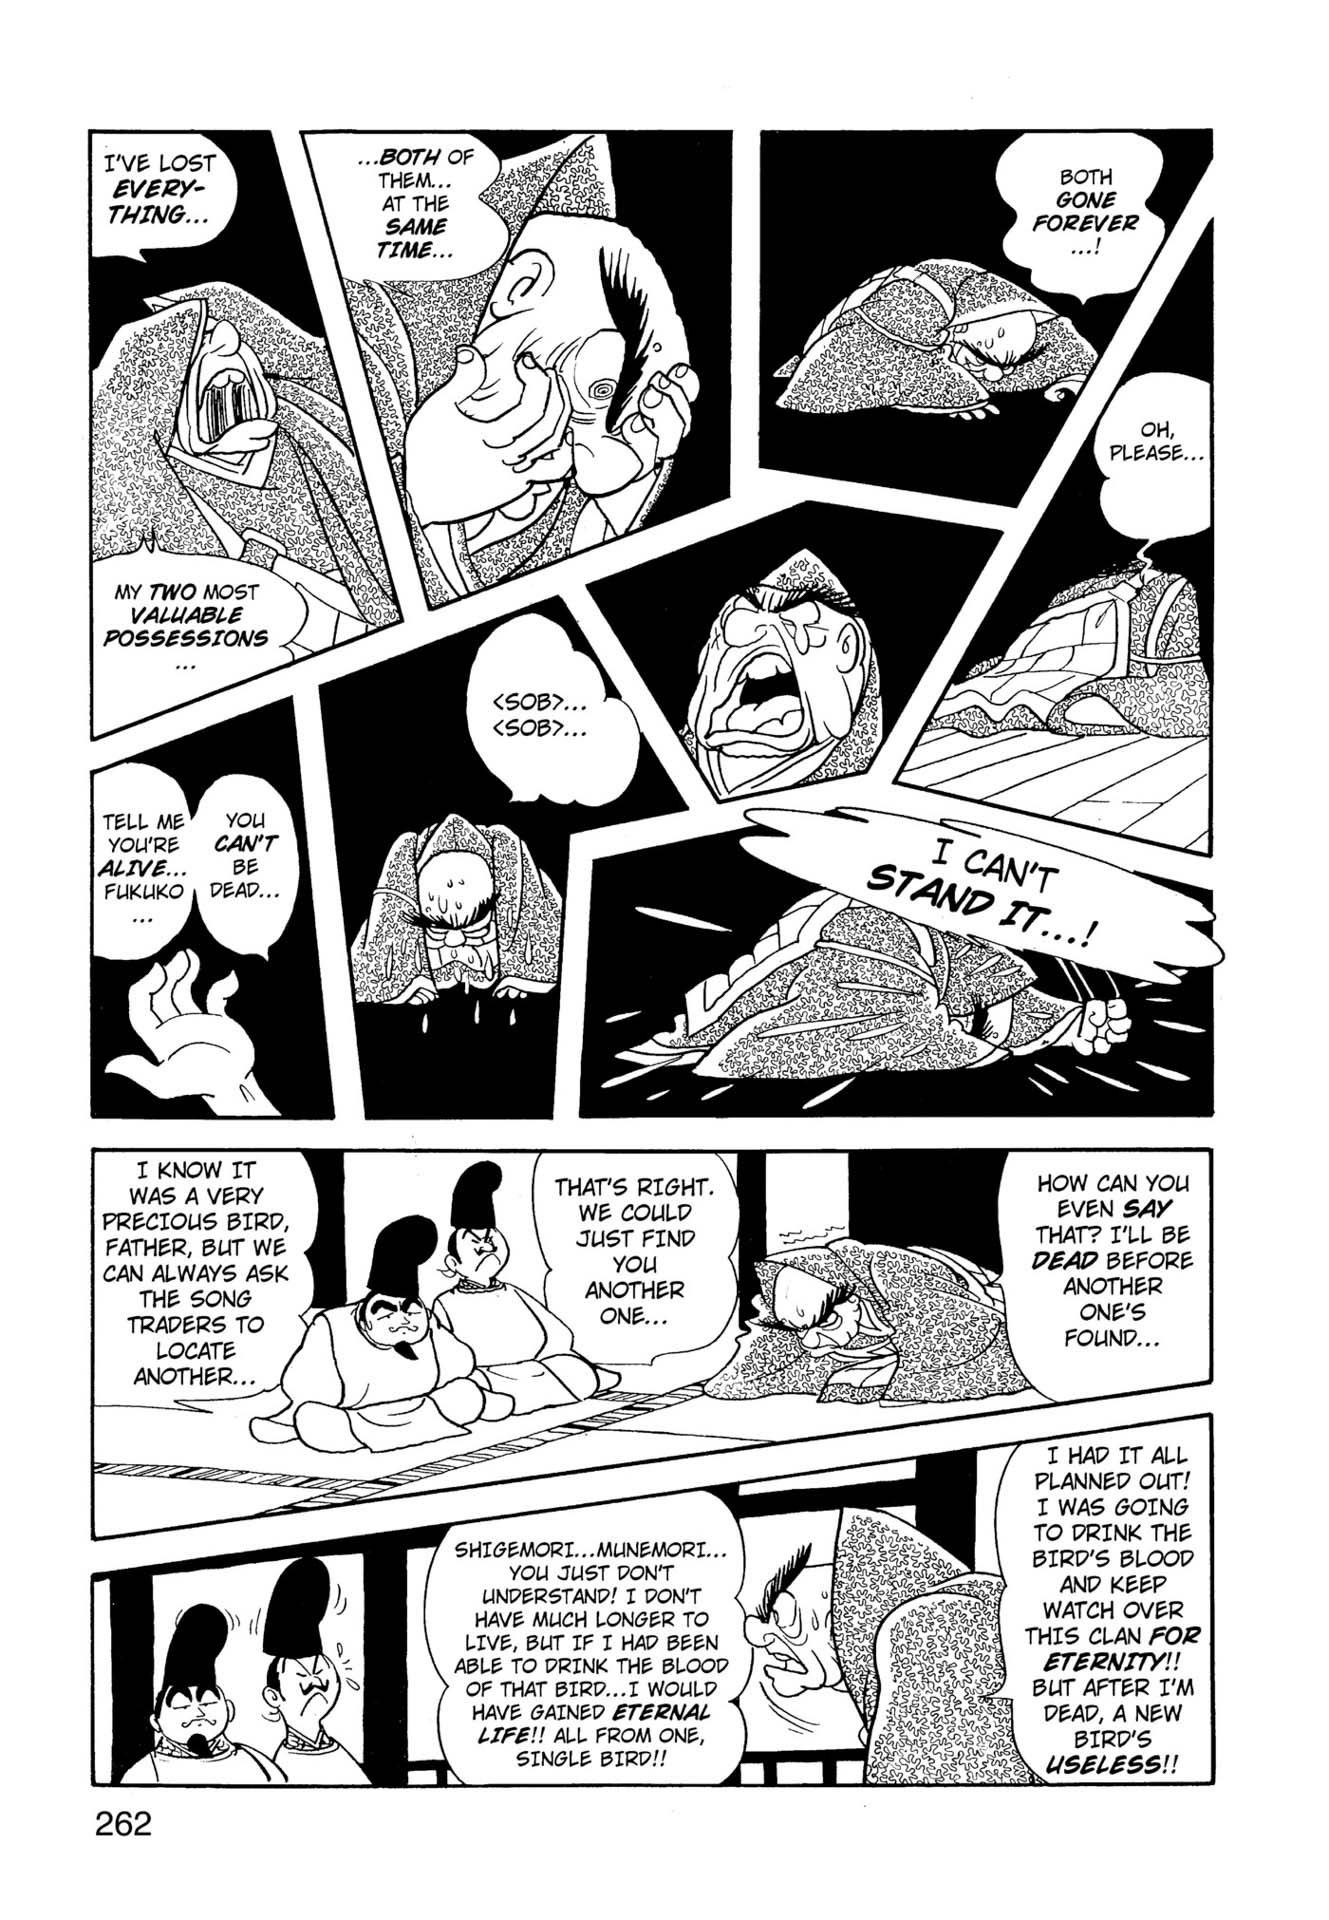 I'VE LOST
EVERY-
THING...
MY TWO MOST
VALUABLE
POSSESSIONS
...
...BOTH OF
THEM...
AT THE
SAME
TIME...
BOTH
GONE
FOREVER
...!
OH,
PLEASE...
<SOB>...
<SOB>...
TELL ME
YOU'RE
ALIVE...
FUKUKO
...
YOU
CAN'T
BE
DEAD...
I CAN'T
STAND IT...!
I KNOW IT
WAS A VERY
PRECIOUS BIRD,
FATHER, BUT WE
CAN ALWAYS ASK
THE SONG
TRADERS TO
LOCATE
ANOTHER...
THAT'S RIGHT.
WE COULD
JUST FIND
YOU
ANOTHER
ONE...
HOW CAN YOU
EVEN SAY
THAT? I'LL BE
DEAD BEFORE
ANOTHER
ONE'S
FOUND...
SHIGEMORI...MUNEMORI...
YOU JUST DON'T
UNDERSTAND! I DON'T
HAVE MUCH LONGER TO
LIVE, BUT IF I HAD BEEN
ABLE TO DRINK THE BLOOD
OF THAT BIRD...I WOULD
HAVE GAINED ETERNAL
LIFE!! ALL FROM ONE,
SINGLE BIRD!!
I HAD IT ALL
PLANNED OUT!
I WAS GOING
TO DRINK THE
BIRD'S BLOOD
AND KEEP
WATCH OVER
THIS CLAN FOR
ETERNITY!!
BUT AFTER I'M
DEAD, A NEW
BIRD'S
USELESS!!
262